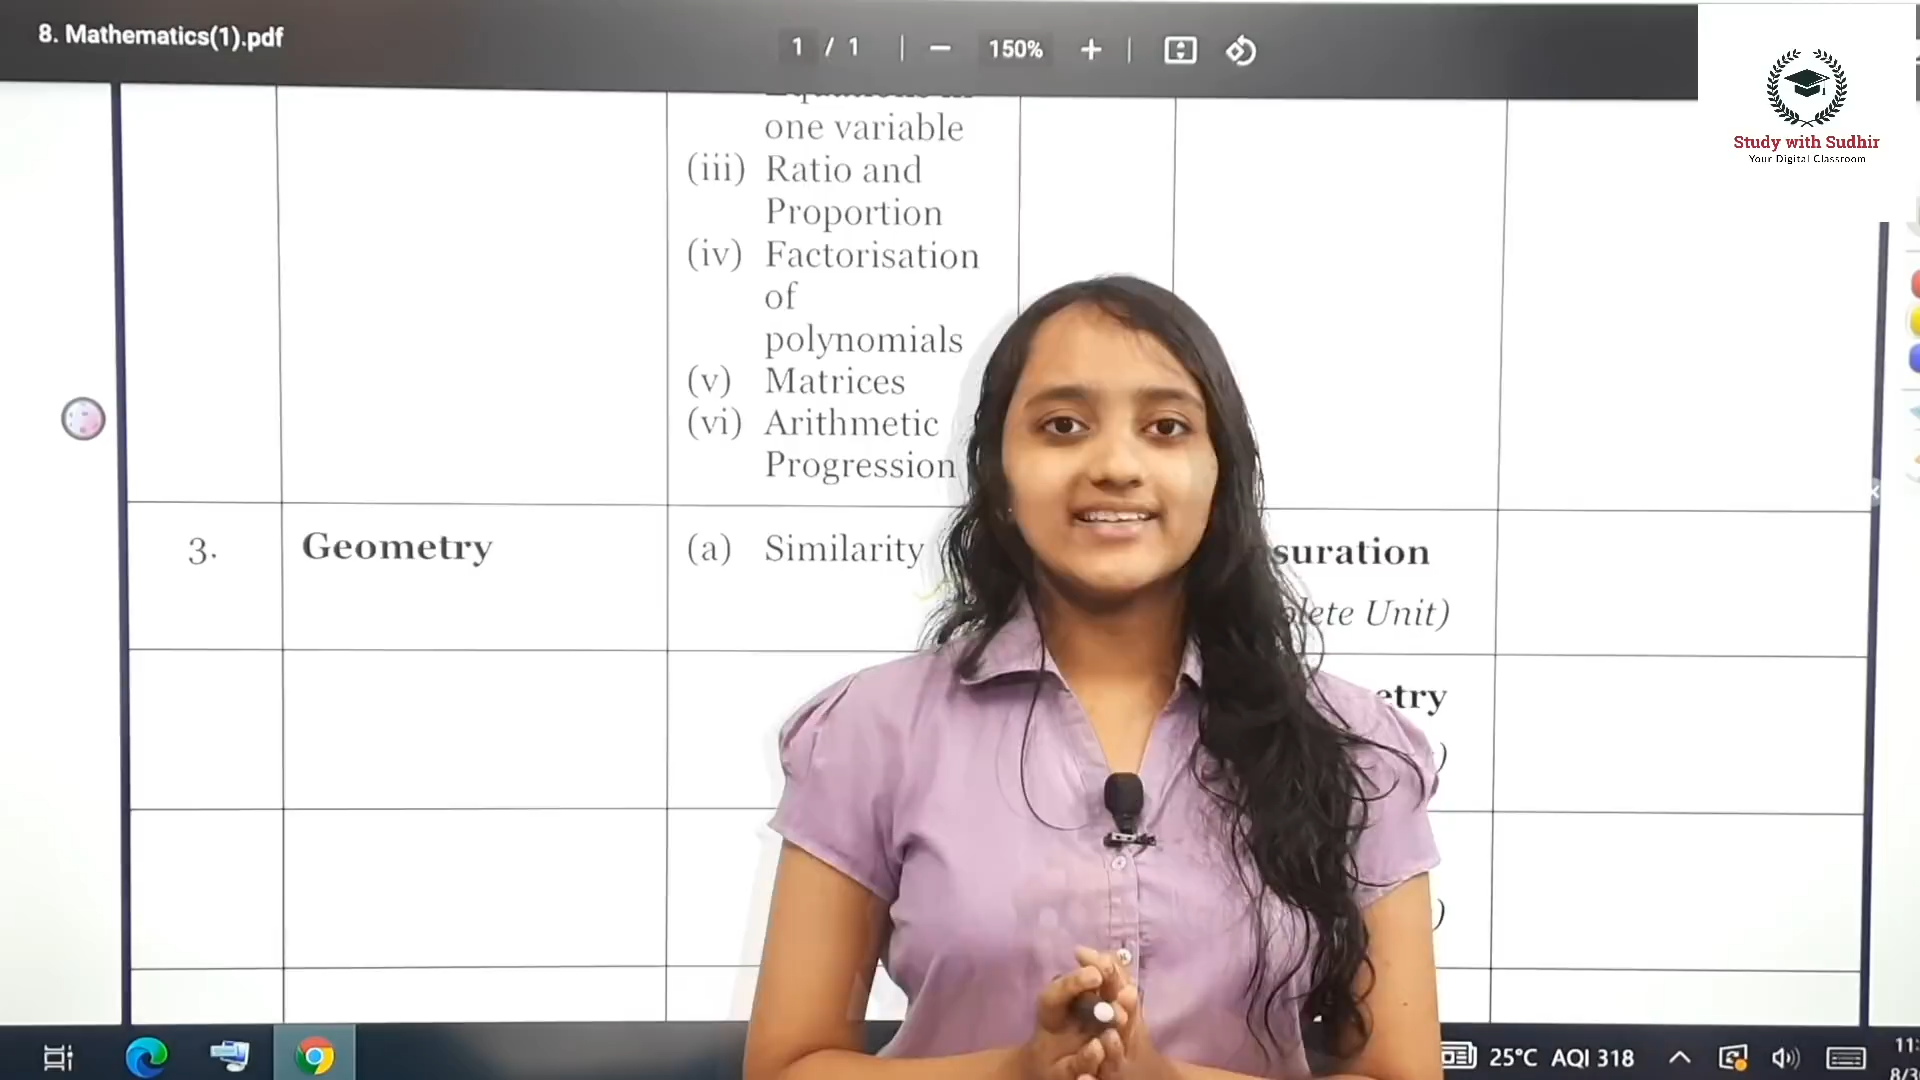 8. Mathematics(1).pdf
1 / 1
150%
Study with Sudhir
Your Digital Classroom
one variable
(iii) Ratio and
Proportion
(iv) Factorisation
of
polynomials
(v) Matrices
(vi) Arithmetic
Progression
3. Geometry (a) Similarity
Unit)
25°C AQI 318